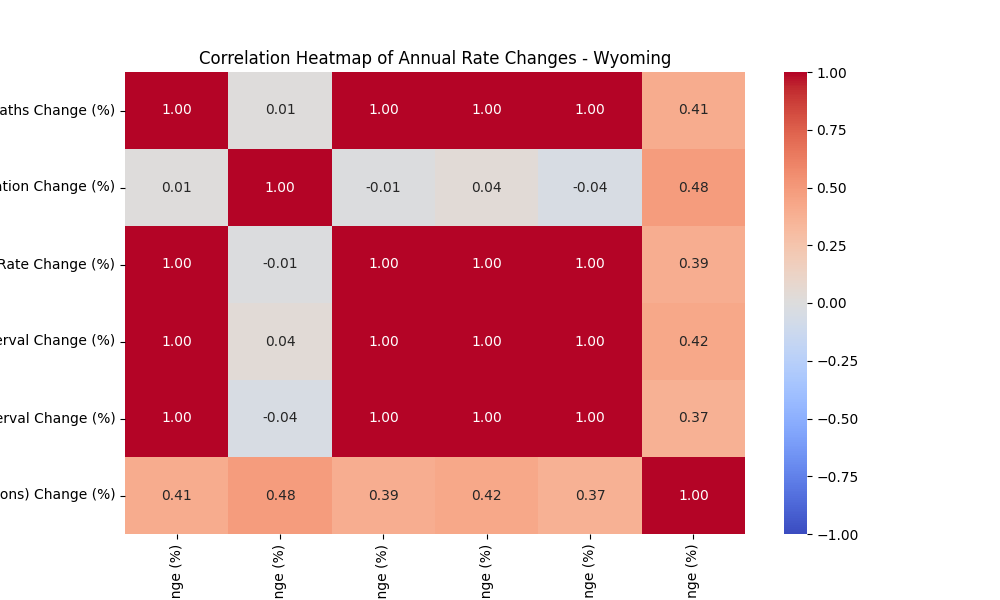 Correlation Heatmap of Annual Rate Changes - Wyoming
aths Change (%) 1.00 0.01 1.00 1.00 1.00 0.41
ation Change (%) 0.01 1.00 -0.01 0.04 -0.04 0.48
Rate Change (%) 1.00 -0.01 1.00 1.00 1.00 0.39
erval Change (%) 1.00 0.04 1.00 1.00 1.00 0.42
erval Change (%) 1.00 -0.04 1.00 1.00 1.00 0.37
ons) Change (%) 0.41 0.48 0.39 0.42 0.37 1.00
nge (%) nge (%) nge (%) nge (%) nge (%) nge (%)
1.00
0.75
0.50
0.25
0.00
−0.25
−0.50
−0.75
−1.00